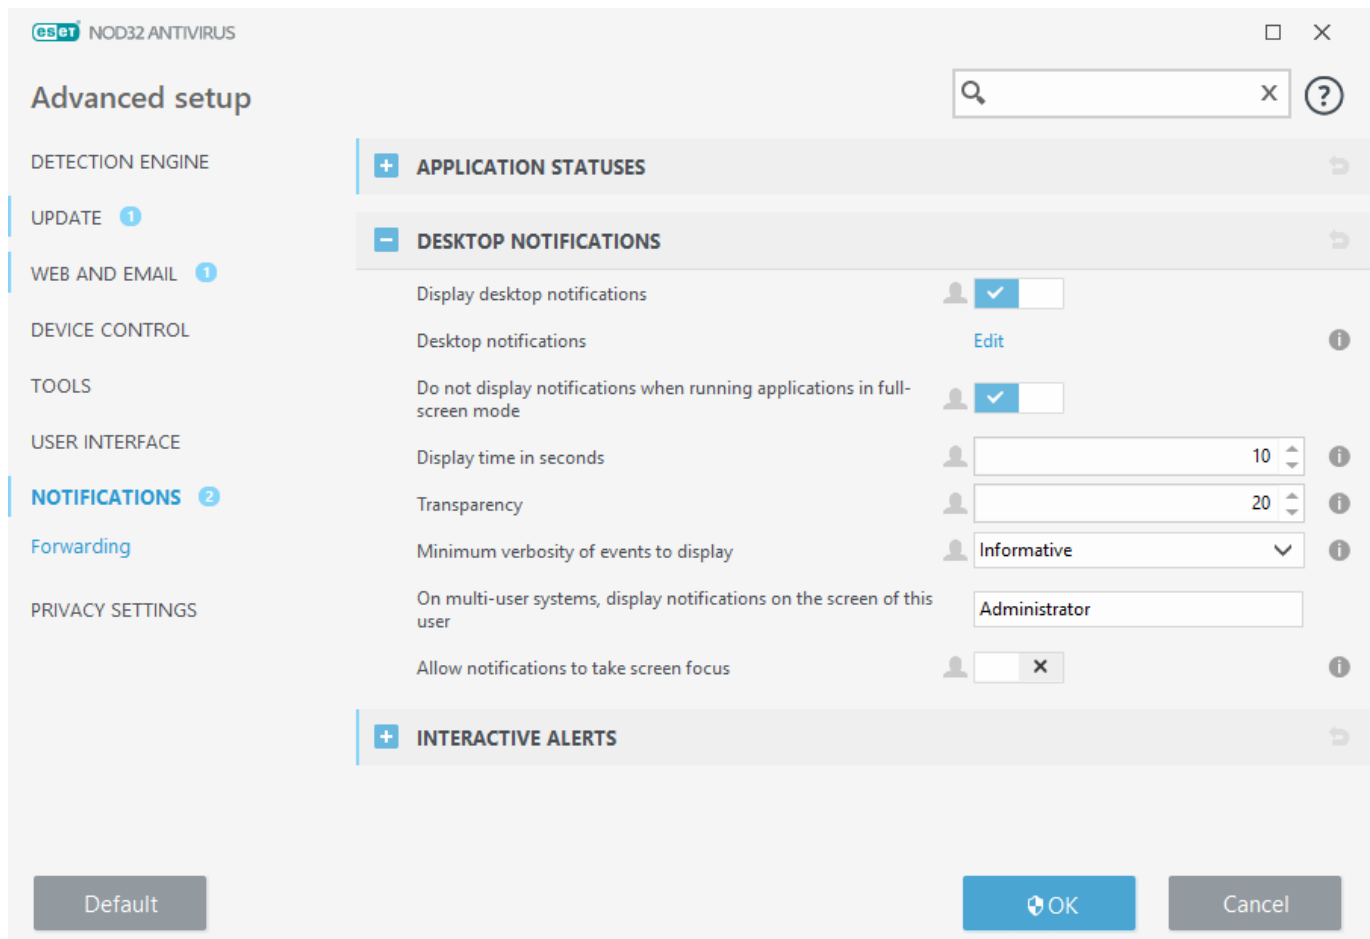 eset NOD32 ANTIVIRUS
Advanced setup
x
?
DETECTION ENGINE
UPDATE 1
WEB AND EMAIL 1
DEVICE CONTROL
TOOLS
USER INTERFACE
NOTIFICATIONS 2
Forwarding
PRIVACY SETTINGS
APPLICATION STATUSES
DESKTOP NOTIFICATIONS
Display desktop notifications
Desktop notifications Edit
Do not display notifications when running applications in full-
screen mode
Display time in seconds 10
Transparency 20
Minimum verbosity of events to display Informative
On multi-user systems, display notifications on the screen of this
user
Administrator
Allow notifications to take screen focus
INTERACTIVE ALERTS
Default
OK
Cancel